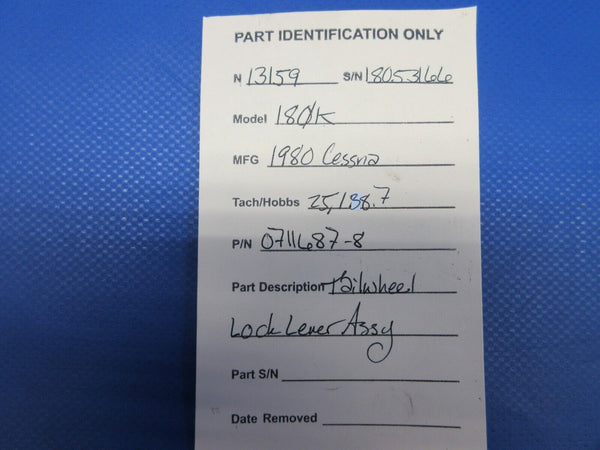 PART IDENTIFICATION ONLY
N 13159 S/N 18053166
Model 180K
MFG 1980 Cessna
Tach/Hobbs 25,138.7
P/N 0711687-8
Part Description Tailwheel
Lock Lever Assy
Part S/N
Date Removed